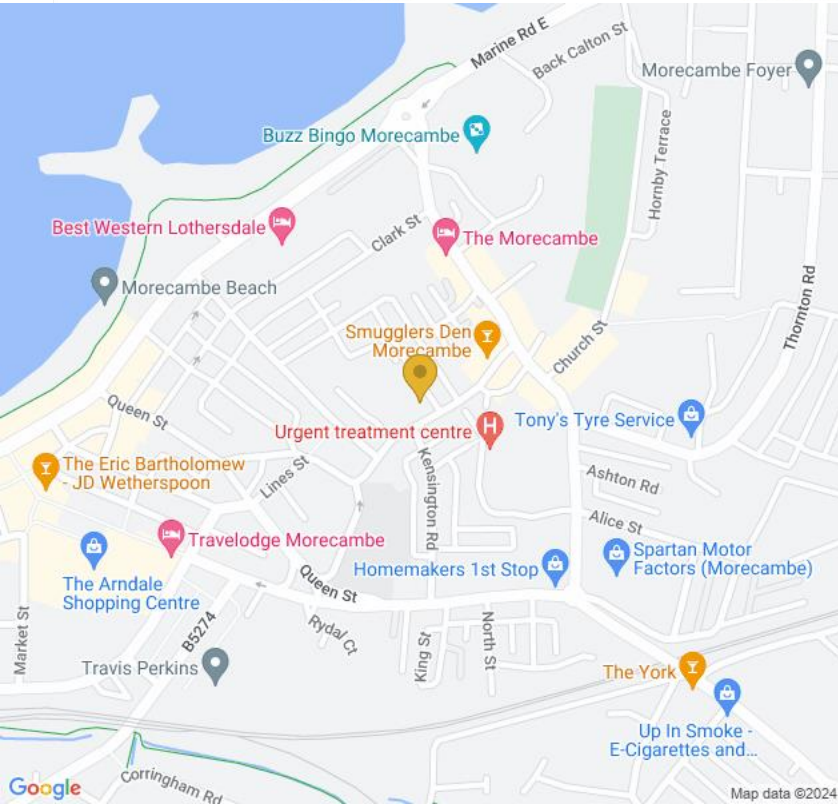 Marine Rd E
Back Calton St
Morecambe Foyer
Buzz Bingo Morecambe
Hornby Terrace
Best Western Lothersdale
Clark St
The Morecambe
Morecambe Beach
Thornton Rd
Smugglers Den
Morecambe
Church St
Queen St
Tony's Tyre Service
Urgent treatment centre
The Eric Bartholomew
- JD Wetherspoon
Lines St
Kensington Rd
Ashton Rd
Alice St
Travelodge Morecambe
Spartan Motor
Factors (Morecambe)
Homemakers 1st Stop
The Arndale
Shopping Centre
Queen St
Market St
B5274
Rydal Ct
King St
North St
Travis Perkins
The York
Up In Smoke -
E-Cigarettes and...
Corringham Rd
Google
Map data ©2024